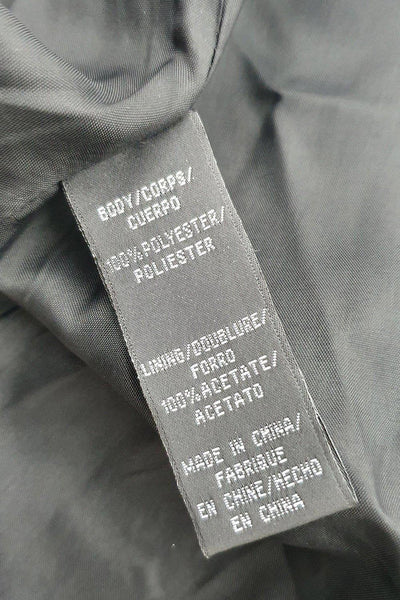 BODY/CORPS/
CUERPO
100%POLYESTER/
POLIESTER
LINING/DOUBLURE/
FORRO
100%ACETATE/
ACETATO
MADE IN CHINA/
FABRIQUE
EN CHINE/HECHO
EN CHINA